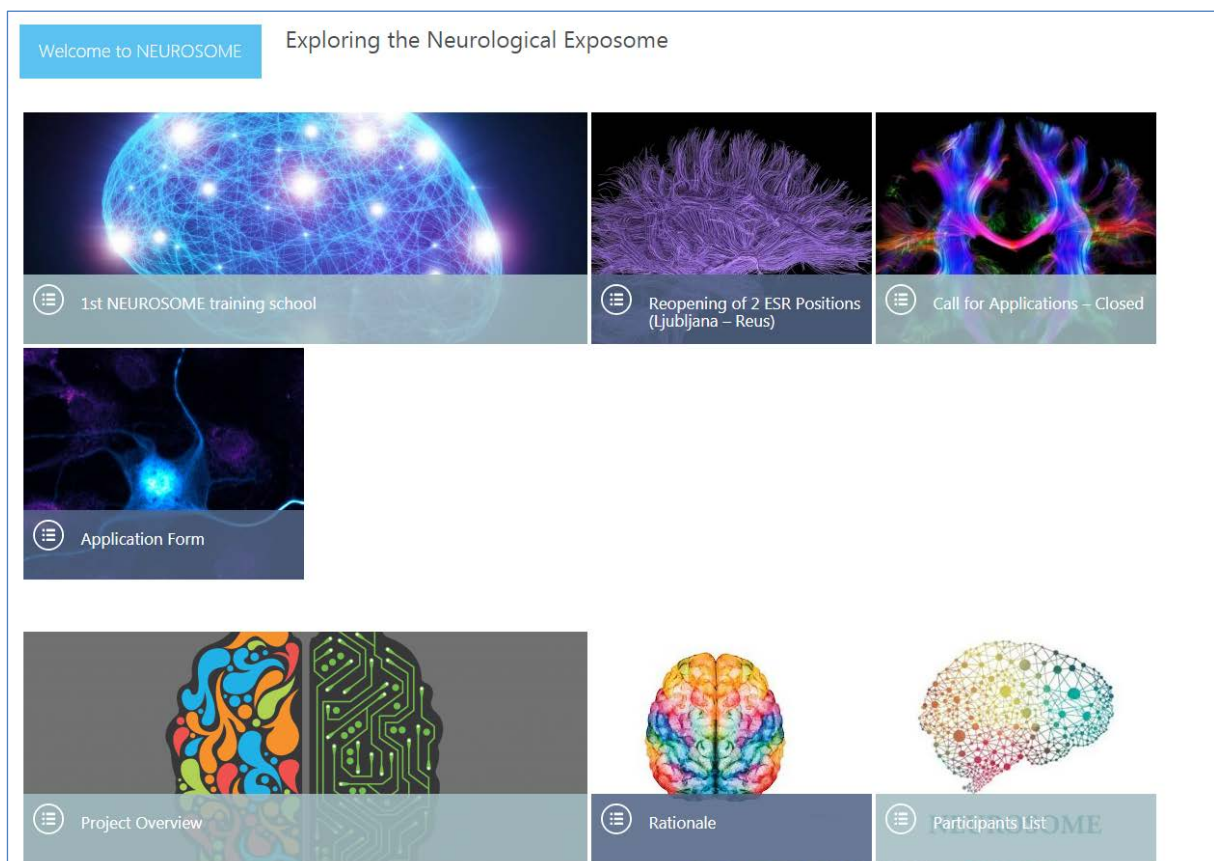 Welcome to NEUROSOME
Exploring the Neurological Exposome
1st NEUROSOME training school
Reopening of 2 ESR Positions
(Ljubljana – Reus)
Call for Applications – Closed
Application Form
Project Overview
Rationale
Participants List
NEUROSOME